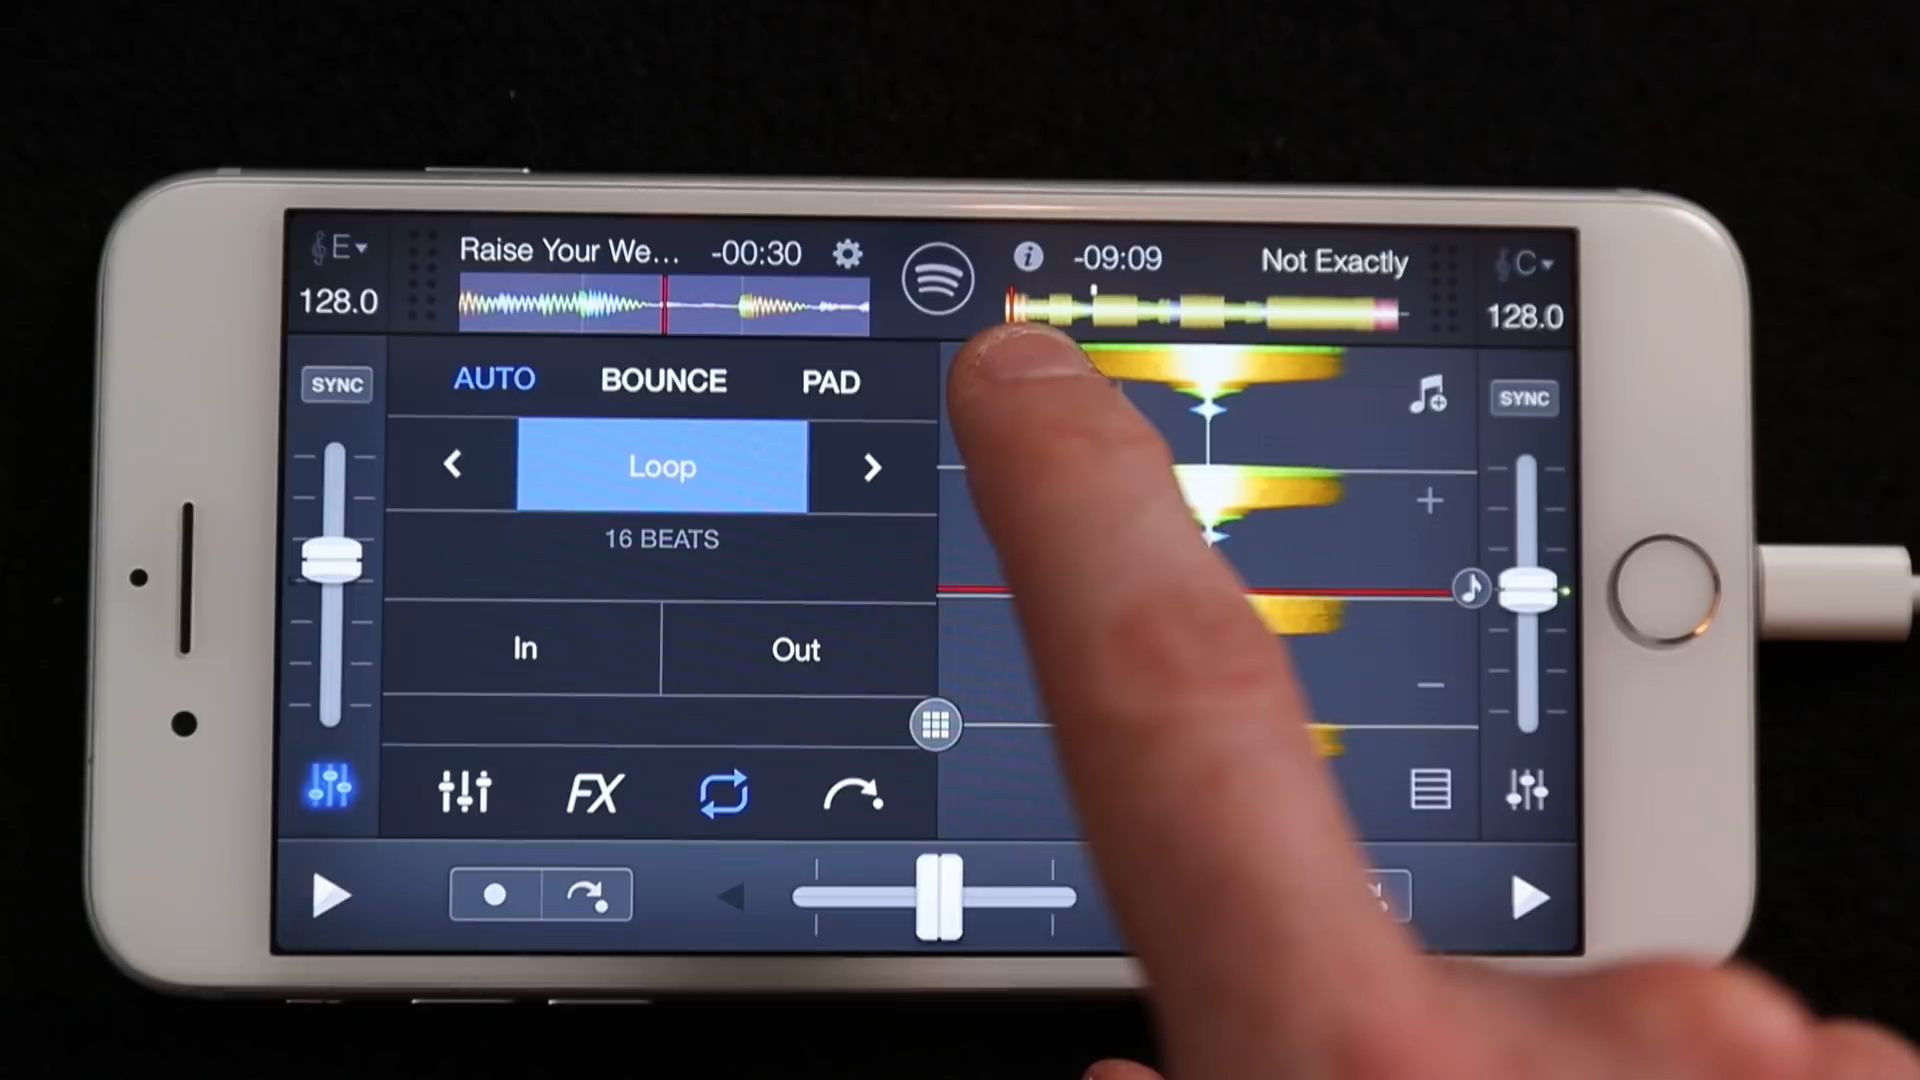 E
Raise Your We...
-00:30
-09:09
Not Exactly
C
128.0
128.0
SYNC
AUTO
BOUNCE
PAD
SYNC
Loop
16 BEATS
In
Out
FX